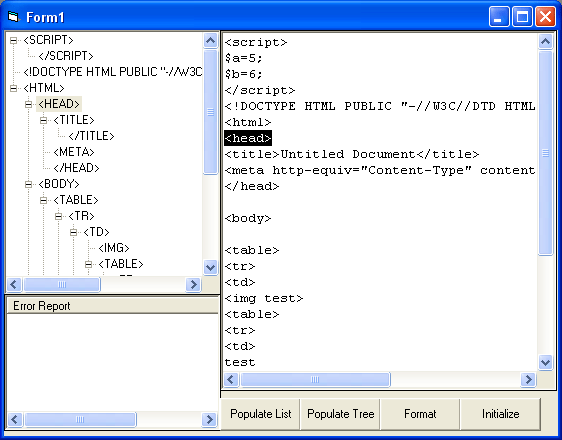 Form1
<SCRIPT>
</SCRIPT>
<!DOCTYPE HTML PUBLIC "-//W3C
<HTML>
<HEAD>
<TITLE>
</TITLE>
<META>
</HEAD>
<BODY>
<TABLE>
<TR>
<TD>
<IMG>
<TABLE>
Error Report
<script>
$a=5;
$b=6;
</script>
<!DOCTYPE HTML PUBLIC "-//W3C//DTD HTML
<html>
<head>
<title>Untitled Document</title>
<meta http-equiv="Content-Type" content
</head>
<body>
<table>
<tr>
<td>
<img test>
<table>
<tr>
<td>
test
Populate List Populate Tree Format Initialize